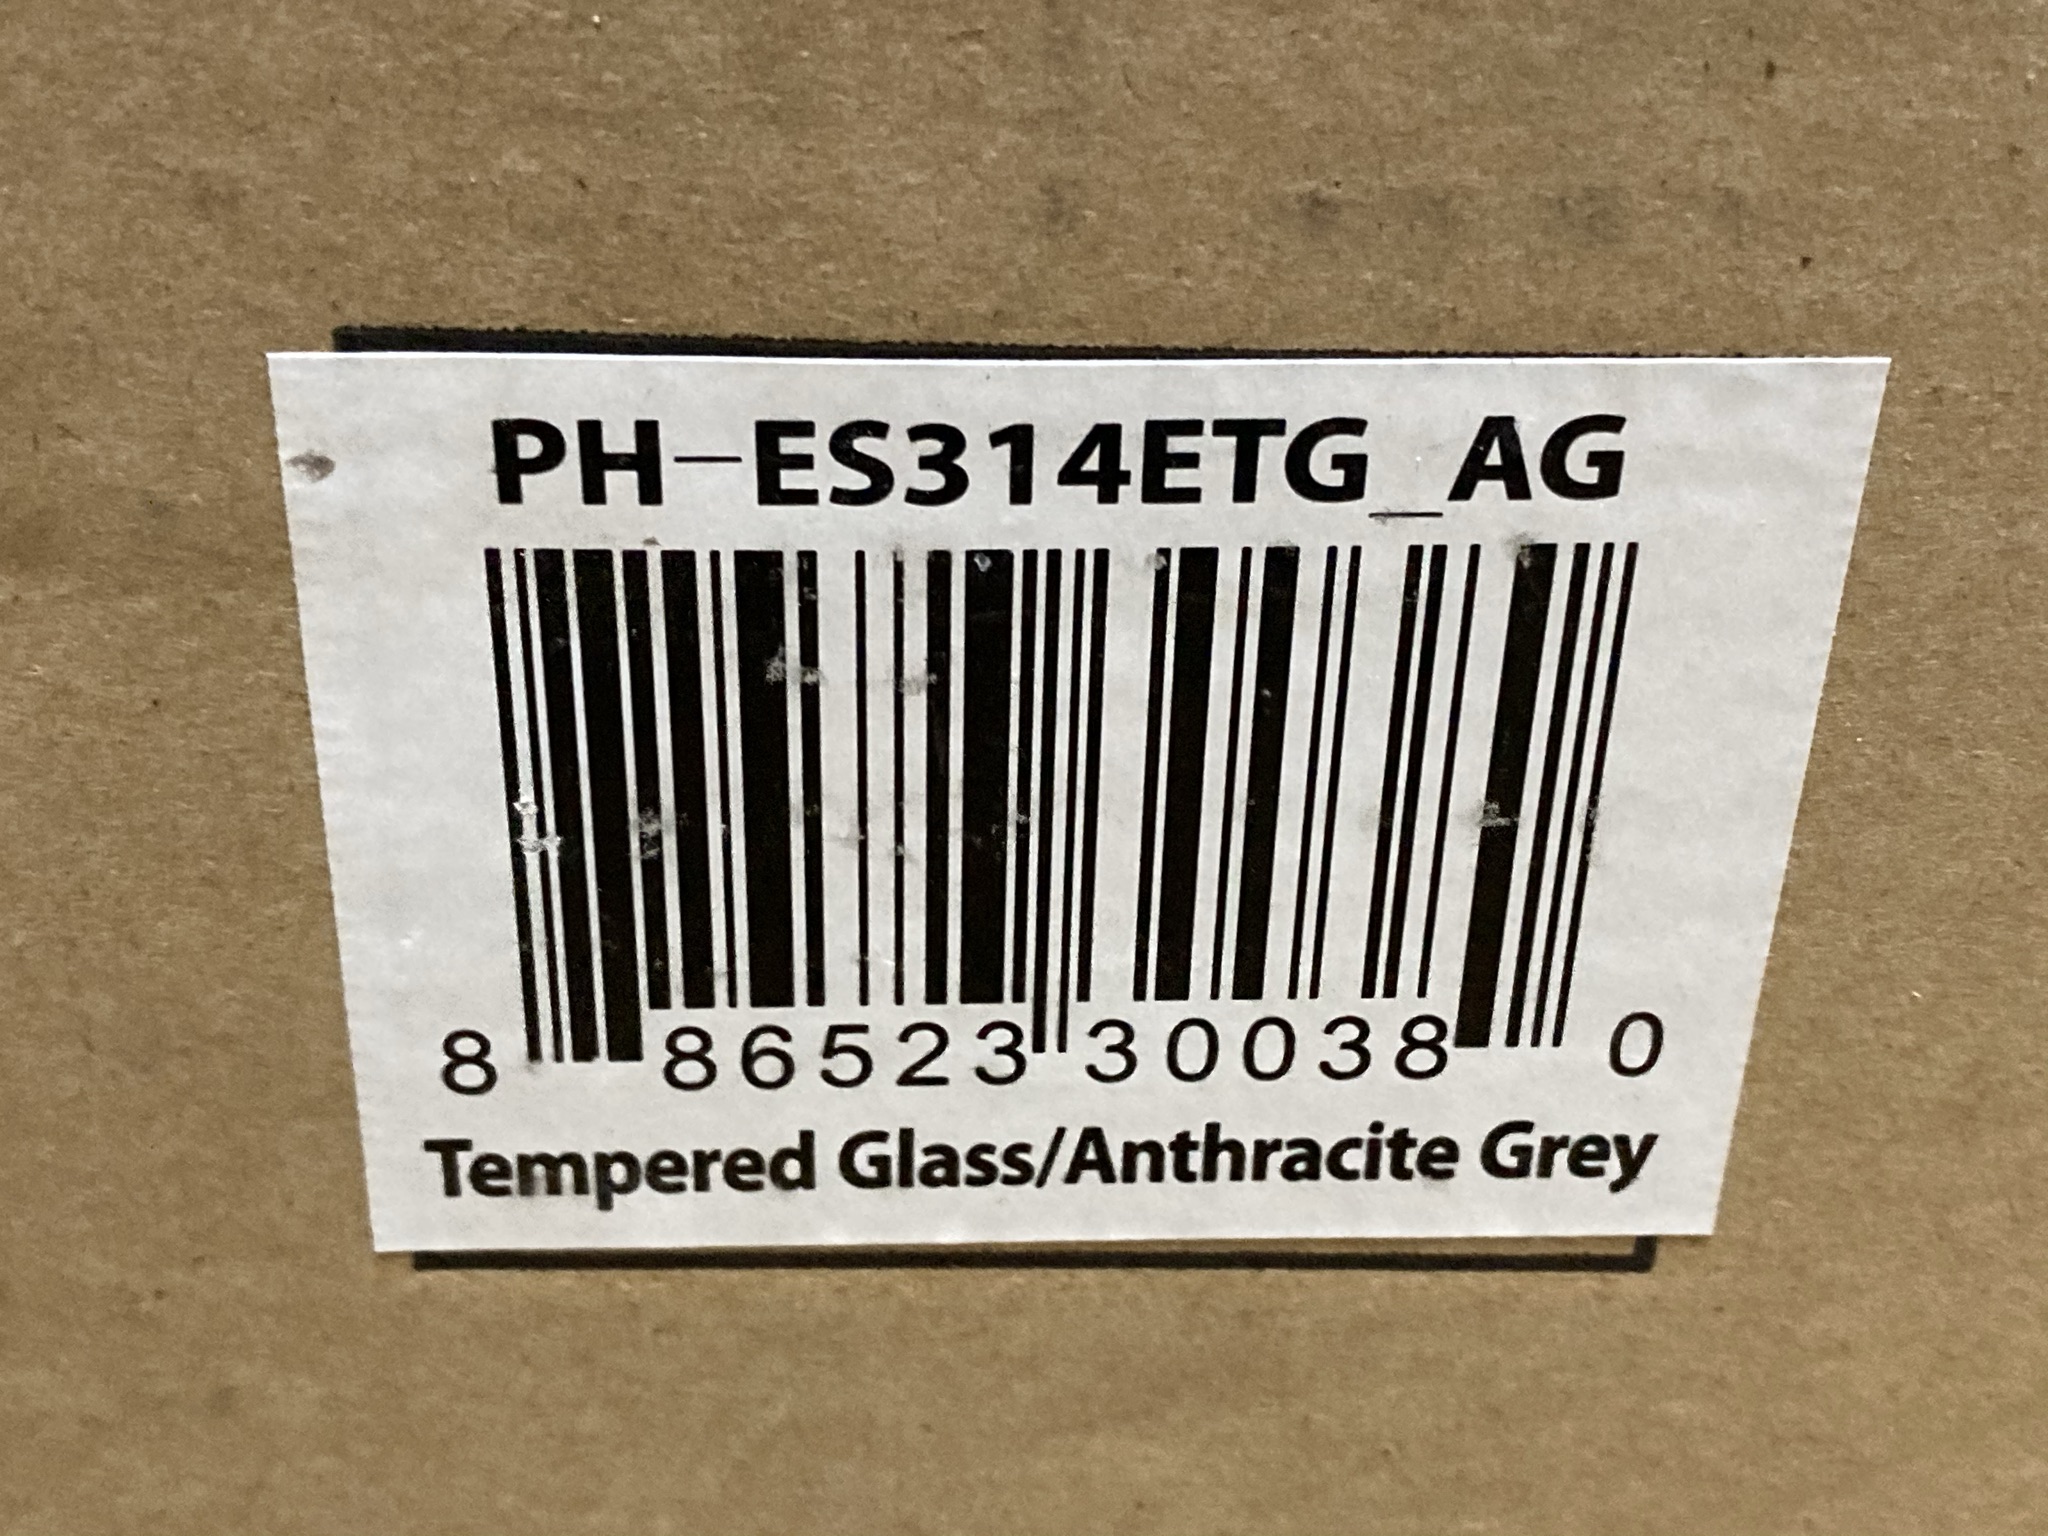 PH-ES314ETG_AG
8 86523 30038 0
Tempered Glass/Anthracite Grey